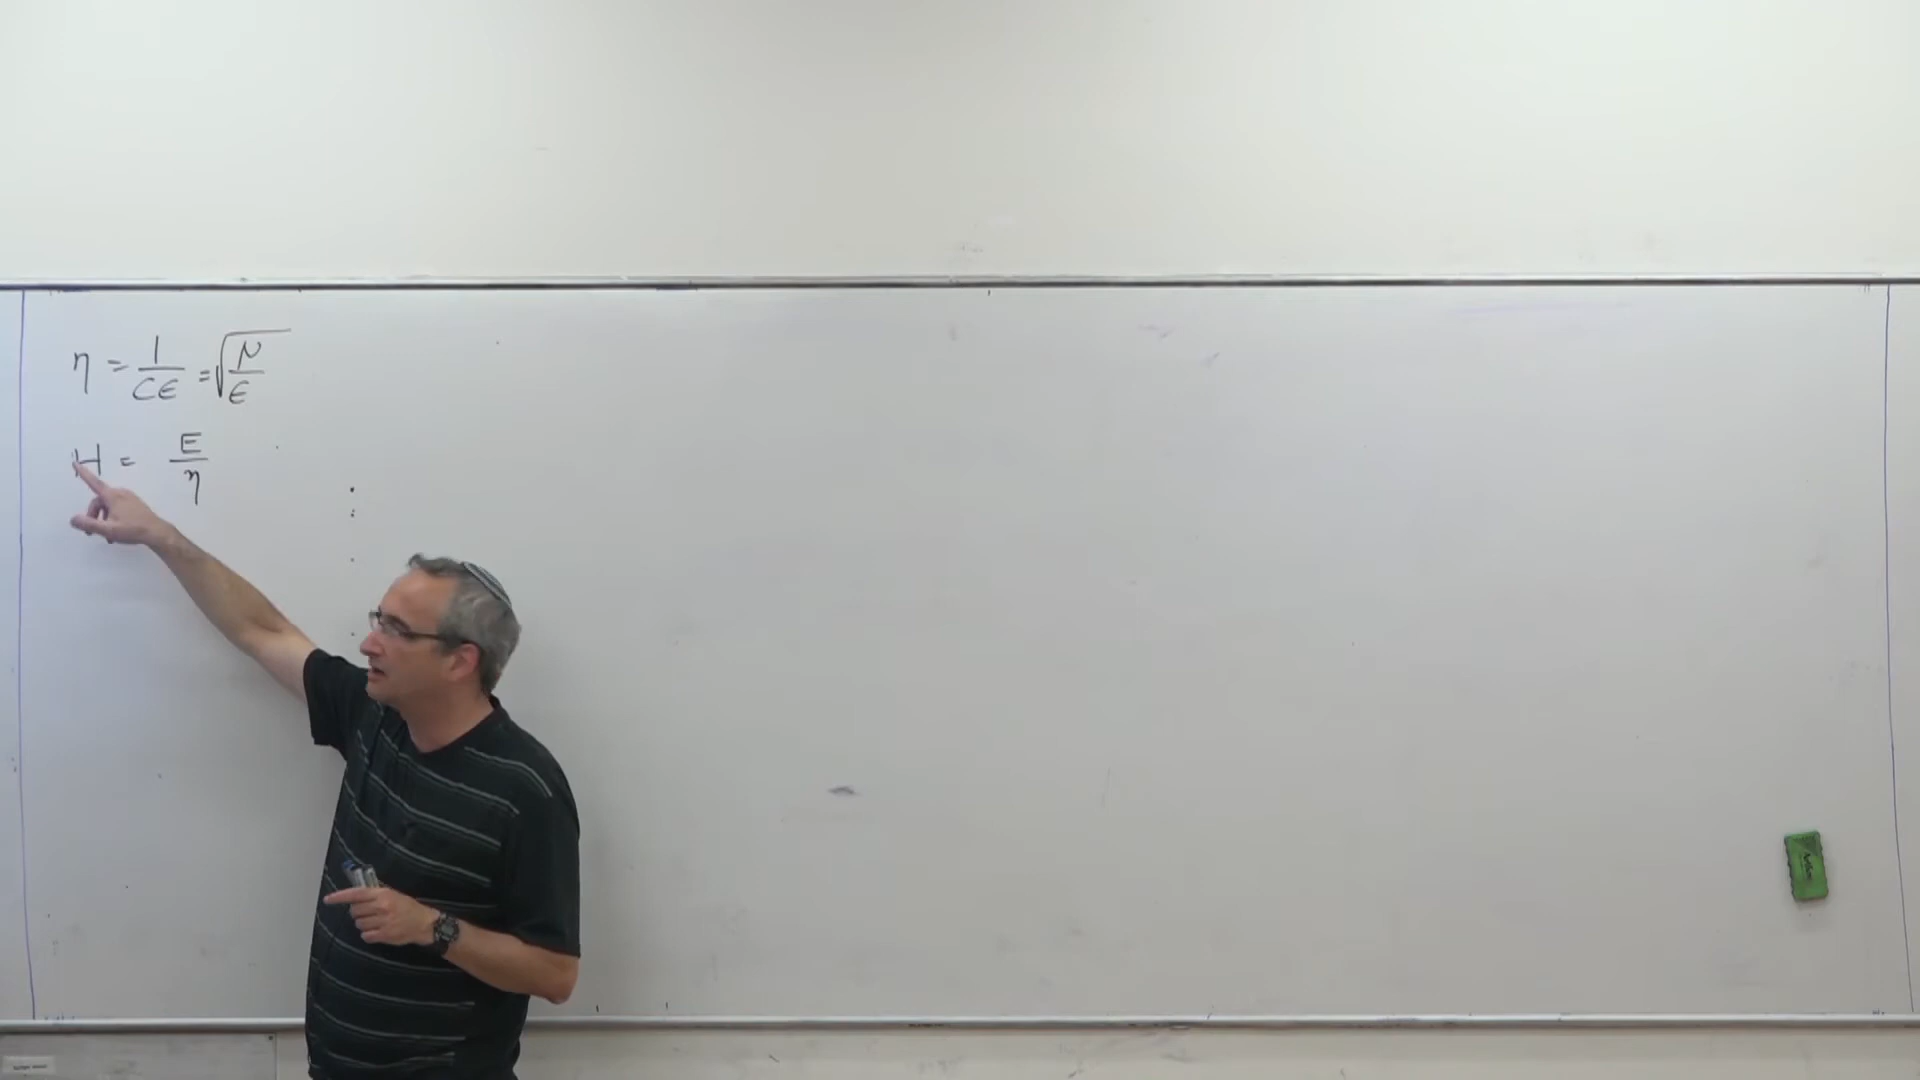 η = 1/cϵ = √(μ/ϵ)
H = E/η